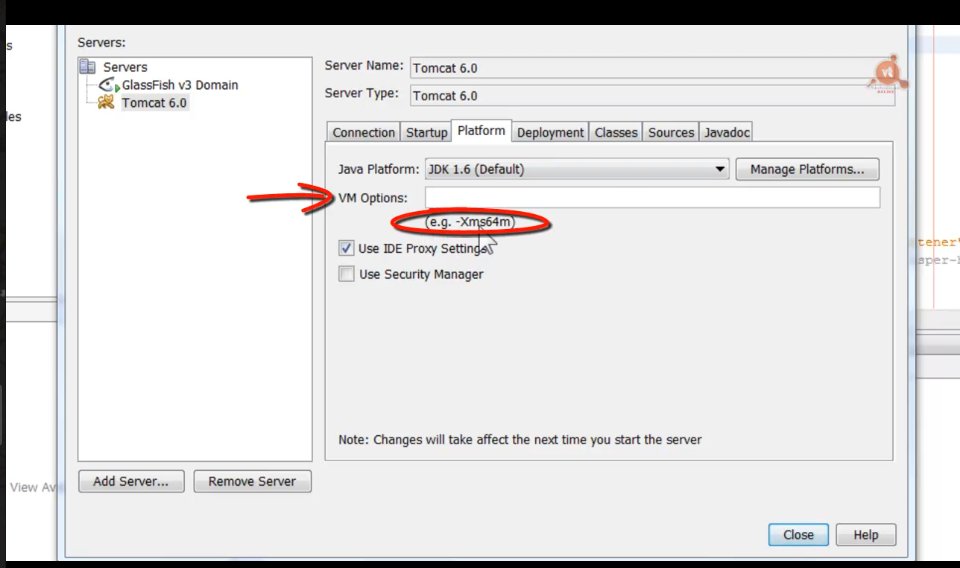 Servers:
Servers
GlassFish v3 Domain
Tomcat 6.0
Server Name: Tomcat 6.0
Server Type: Tomcat 6.0
Connection Startup Platform Deployment Classes Sources Javadoc
Java Platform: JDK 1.6 (Default) Manage Platforms...
VM Options:
(e.g. -Xms64m)
Use IDE Proxy Settings
Use Security Manager
Note: Changes will take affect the next time you start the server
Add Server... Remove Server
Close Help
View Av